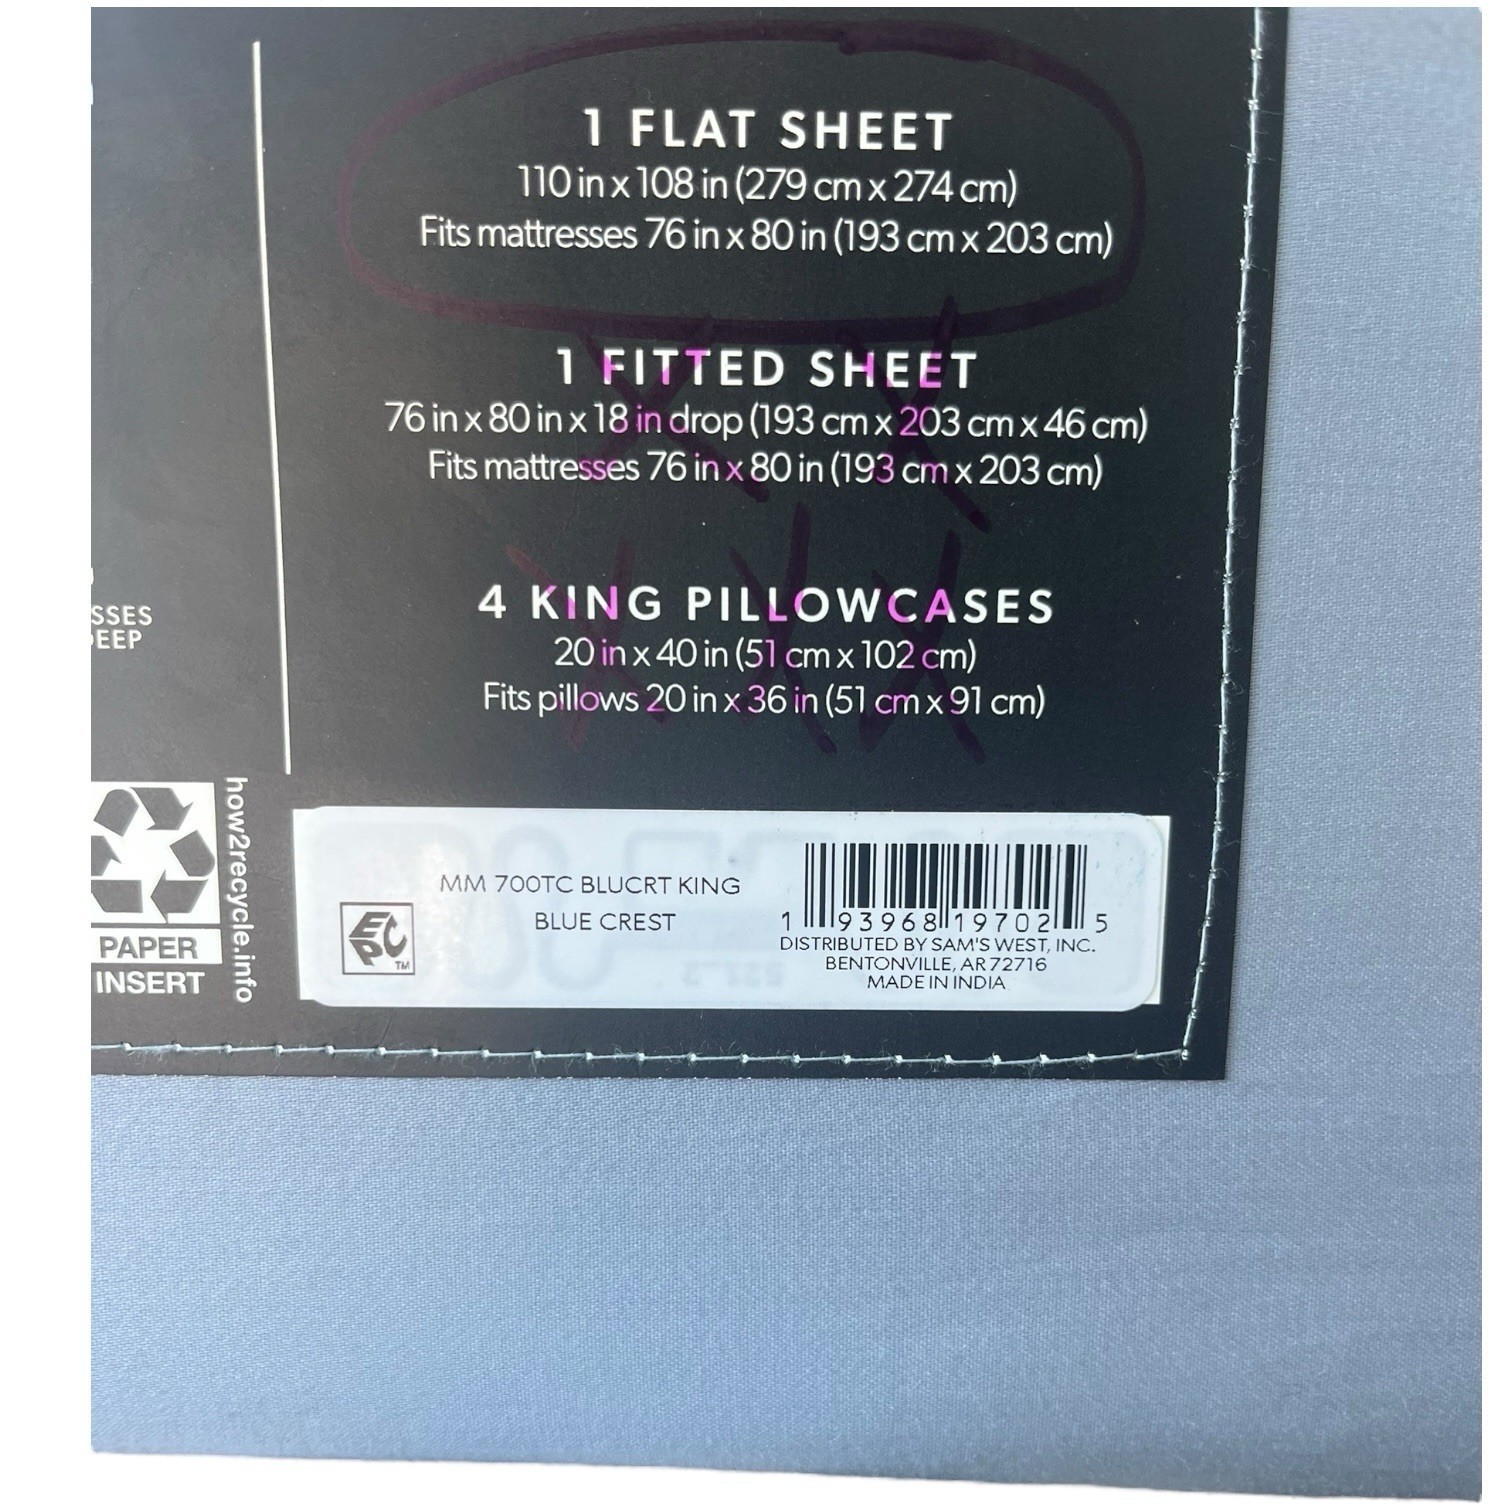 1 FLAT SHEET
110 in x 108 in (279 cm x 274 cm)
Fits mattresses 76 in x 80 in (193 cm x 203 cm)
1 FITTED SHEET
76 in x 80 in x 18 in drop (193 cm x 203 cm x 46 cm)
Fits mattresses 76 in x 80 in (193 cm x 203 cm)
4 KING PILLOWCASES
20 in x 40 in (51 cm x 102 cm)
Fits pillows 20 in x 36 in (51 cm x 91 cm)
SSES
EEP
how2recycle.info
PAPER
INSERT
EPC TM
MM 700TC BLUCRT KING
BLUE CREST
1 93968 19702 5
DISTRIBUTED BY SAM'S WEST, INC.
BENTONVILLE, AR 72716
MADE IN INDIA